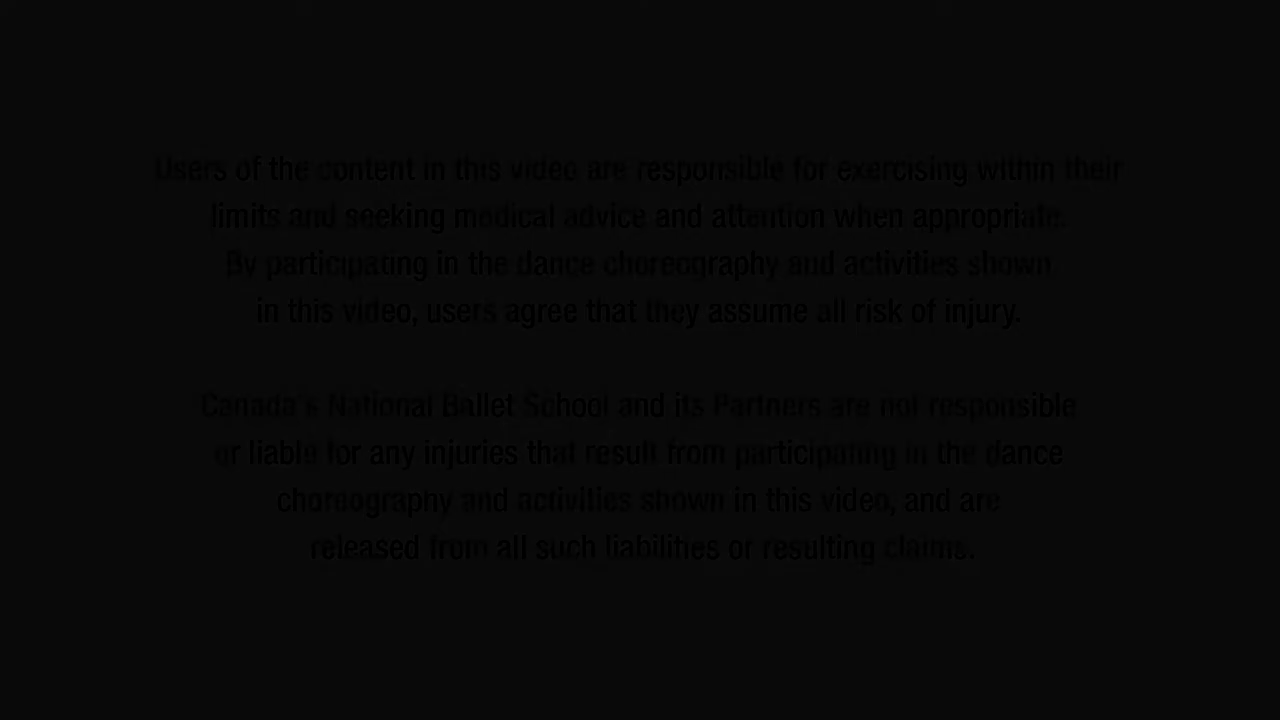 Users of the content in this video are responsible for exercising within their
limits and seeking medical advice and attention when appropriate.
By participating in the dance choreography and activities shown
in this video, users agree that they assume all risk of injury.
Canada's National Ballet School and its Partners are not responsible
or liable for any injuries that result from participating in the dance
choreography and activities shown in this video, and are
released from all such liabilities or resulting claims.